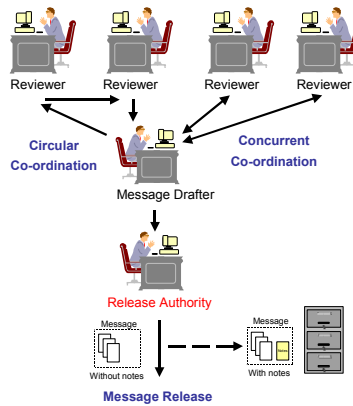 Reviewer Reviewer Reviewer Reviewer
Circular
Co-ordination
Concurrent
Co-ordination
Message Drafter
Release Authority
Message
Without notes
Message
Notes
With notes
Message Release